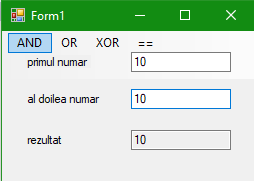 Form1
AND OR XOR ==
primul numar 10
al doilea numar 10
rezultat 10